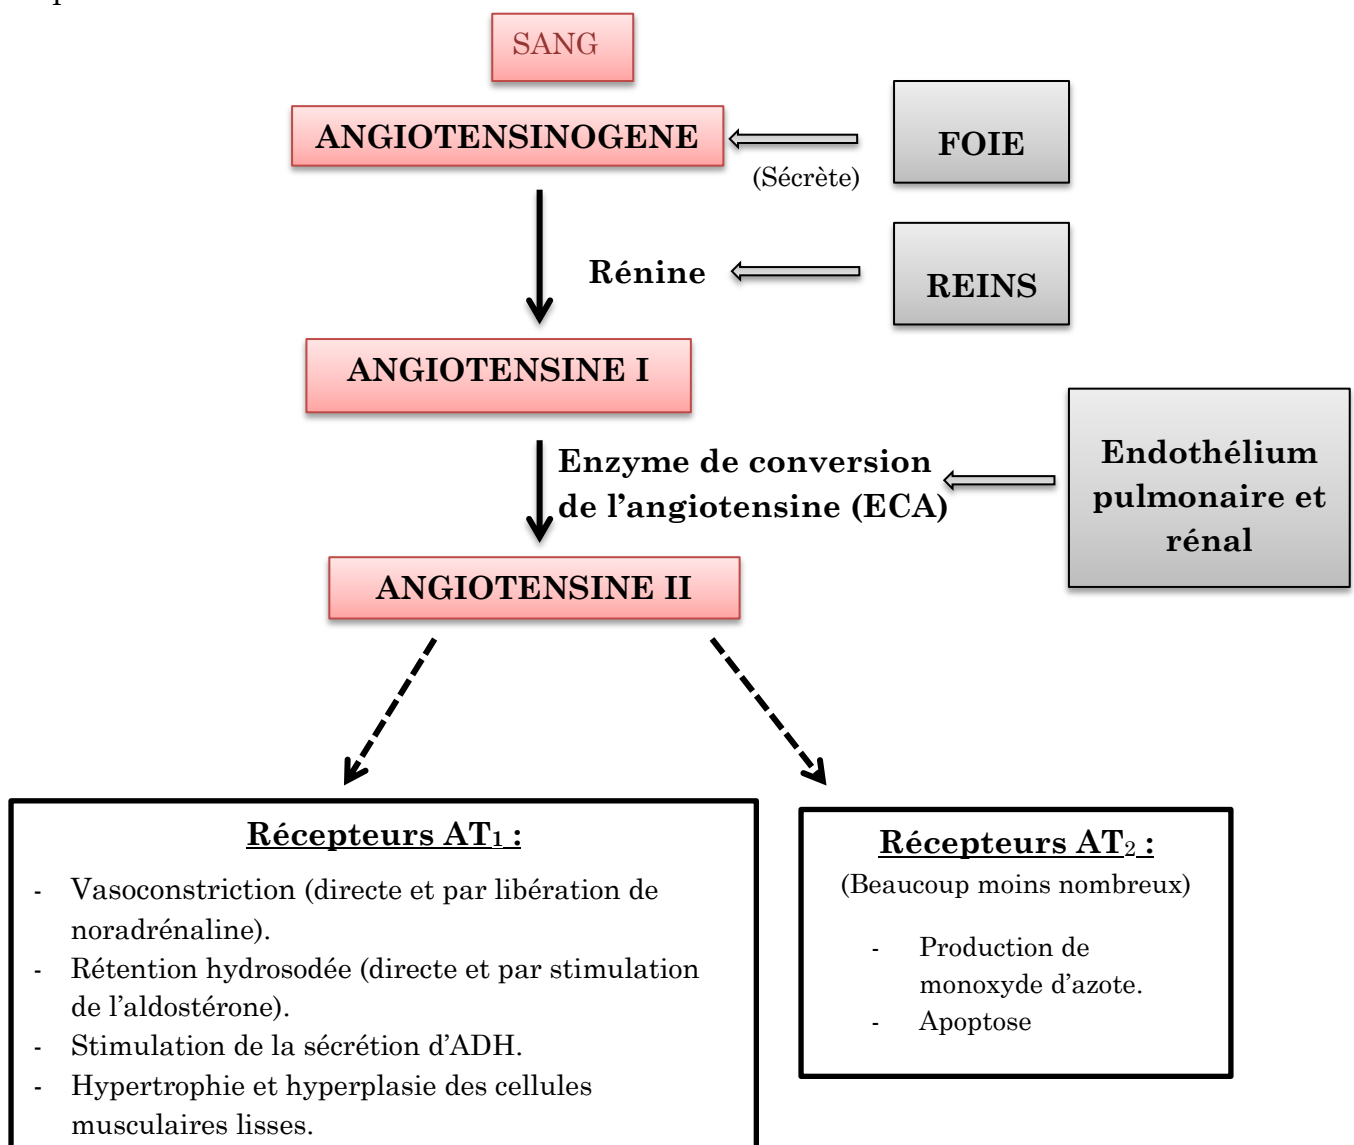 SANG
ANGIOTENSINOGENE
FOIE
(Sécrète)
Rénine
REINS
ANGIOTENSINE I
Enzyme de conversion
de l'angiotensine (ECA)
Endothélium
pulmonaire et
rénal
ANGIOTENSINE II
Récepteurs AT₁ :
- Vasoconstriction (directe et par libération de
noradrénaline).
- Rétention hydrosodée (directe et par stimulation
de l'aldostérone).
- Stimulation de la sécrétion d'ADH.
- Hypertrophie et hyperplasie des cellules
musculaires lisses.
Récepteurs AT₂ :
(Beaucoup moins nombreux)
- Production de
monoxyde d'azote.
- Apoptose